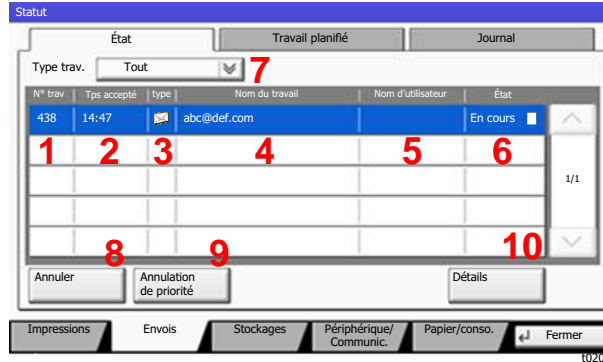 Statut
État Travail planifié Journal
Type trav. Tout 7
N° trav Tps accepté type Nom du travail Nom d'utilisateur État
438 14:47 abc@def.com En cours
1 2 3 4 5 6
1/1
8 9 10
Annuler Annulation de priorité Détails
Impressions Envois Stockages Périphérique/ Communic. Papier/conso. Fermer
t020